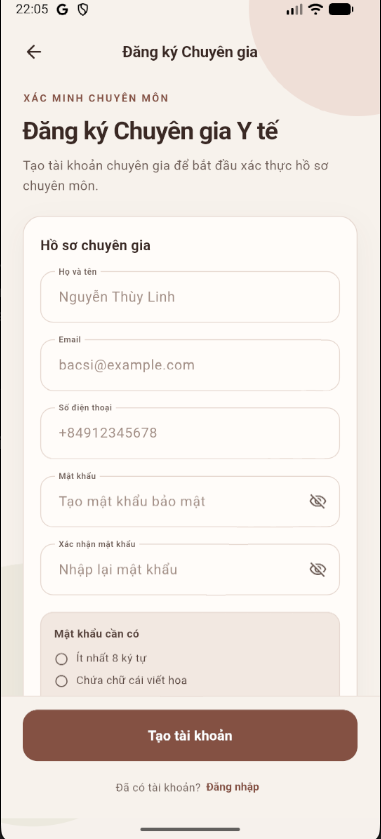 22:05
Đăng ký Chuyên gia
XÁC MINH CHUYÊN MÔN
Đăng ký Chuyên gia Y tế
Tạo tài khoản chuyên gia để bắt đầu xác thực hồ sơ
chuyên môn.
Hồ sơ chuyên gia
Họ và tên
Nguyễn Thùy Linh
Email
bacsi@example.com
Số điện thoại
+84912345678
Mật khẩu
Tạo mật khẩu bảo mật
Xác nhận mật khẩu
Nhập lại mật khẩu
Mật khẩu cần có
Ít nhất 8 ký tự
Chứa chữ cái viết hoa
Tạo tài khoản
Đã có tài khoản? Đăng nhập